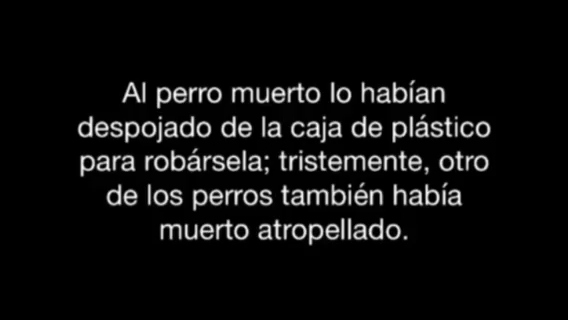 Al perro muerto lo habían
despojado de la caja de plástico
para robársela; tristemente, otro
de los perros también había
muerto atropellado.